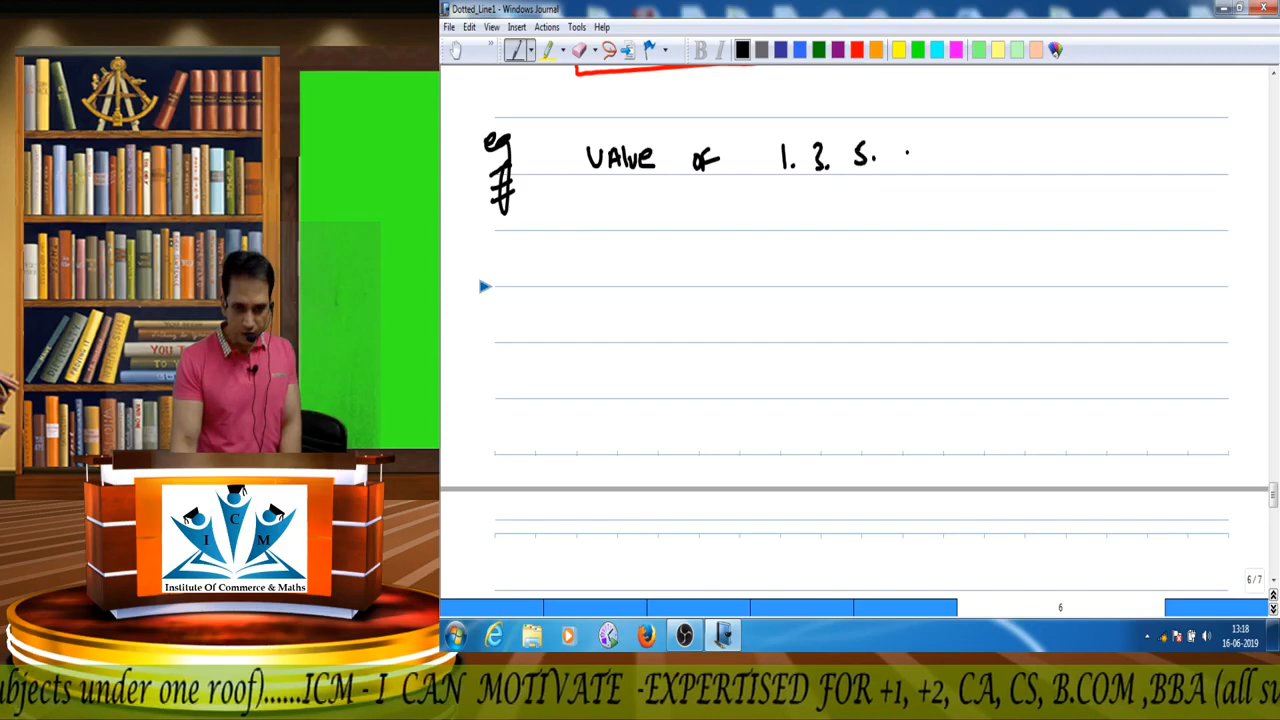 Dotted_Line1 - Windows Journal
File Edit View Insert Actions Tools Help
B I
eg
value of 1. 3. 5. .
#
I C M
Institute Of Commerce & Maths
6 / 7
6
13:18
16-06-2019
ubjects under one roof)......ICM - I CAN MOTIVATE -EXPERTISED FOR +1, +2, CA, CS, B.COM ,BBA (all su